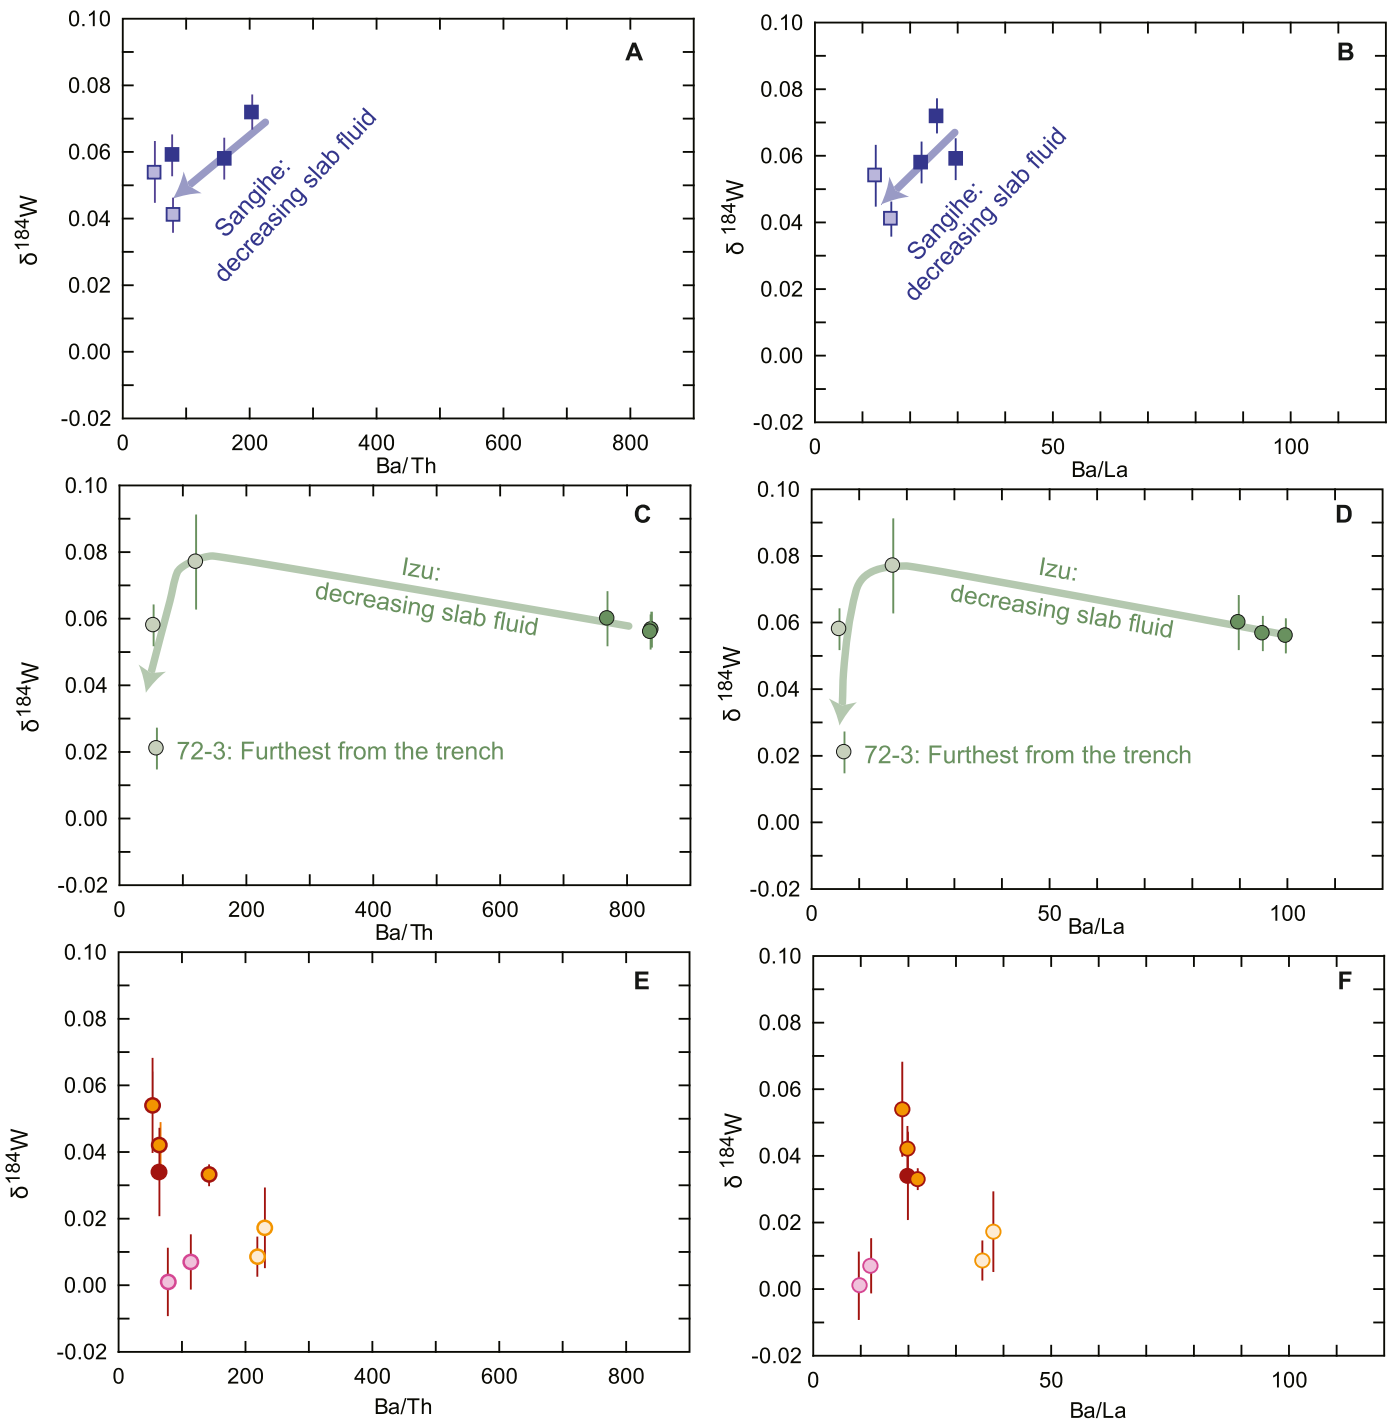 A
0.10
0.08
0.06
0.04
0.02
0.00
-0.02
δ¹⁸⁴W
Sangihe:
decreasing slab fluid
0
200
400
600
800
Ba/Th
B
0.10
0.08
0.06
0.04
0.02
0.00
-0.02
δ¹⁸⁴W
Sangihe:
decreasing slab fluid
0
50
100
Ba/La
C
0.10
0.08
0.06
0.04
0.02
0.00
-0.02
δ¹⁸⁴W
Izu:
decreasing slab fluid
72-3: Furthest from the trench
0
200
400
600
800
Ba/Th
D
0.10
0.08
0.06
0.04
0.02
0.00
-0.02
δ¹⁸⁴W
Izu:
decreasing slab fluid
72-3: Furthest from the trench
0
50
100
Ba/La
E
0.10
0.08
0.06
0.04
0.02
0.00
-0.02
δ¹⁸⁴W
0
200
400
600
800
Ba/Th
F
0.10
0.08
0.06
0.04
0.02
0.00
-0.02
δ¹⁸⁴W
0
50
100
Ba/La